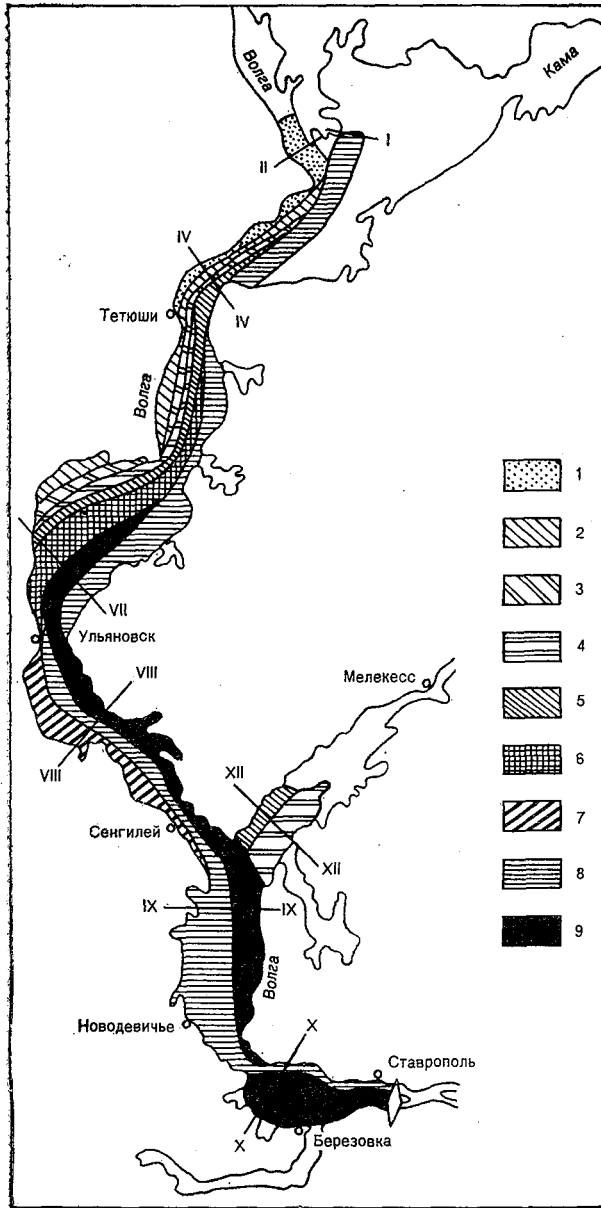 Волга
Кама
I
II
IV
IV
Тетюши
Волга
1
2
VII
3
Ульяновск
4
VIII
Мелекесс
5
VIII
XII
6
Сенгилей
XII
7
IX
IX
8
Волга
9
Новодевичье
X
Ставрополь
X
Березовка